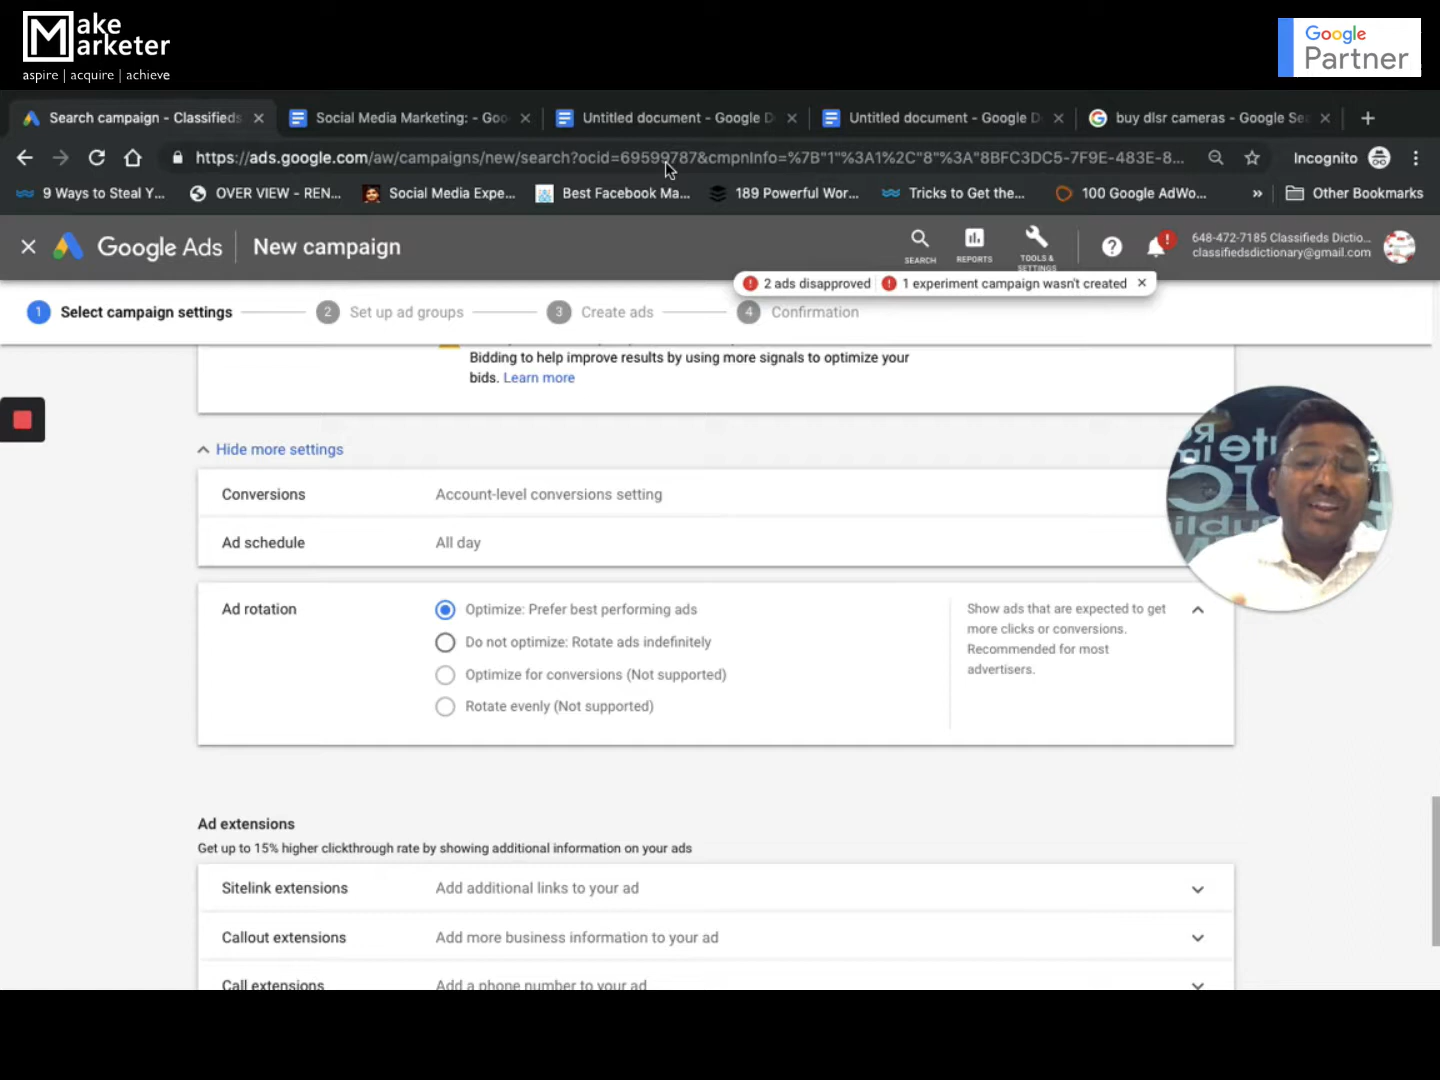 Make Marketer
aspire | acquire | achieve
Google
Partner
Search campaign - Classifieds
Social Media Marketing: - Goo
Untitled document - Google D
Untitled document - Google D
buy dlsr cameras - Google Se
https://ads.google.com/aw/campaigns/new/search?ocid=69599787&cmpnInfo=%7B"1"%3A1%2C"8"%3A"8BFC3DC5-7F9E-483E-8...
Incognito
9 Ways to Steal Y...
OVER VIEW - REN...
Social Media Expe...
Best Facebook Ma...
189 Powerful Wor...
Tricks to Get the...
100 Google AdWo...
»
Other Bookmarks
Google Ads
New campaign
SEARCH
REPORTS
TOOLS & SETTINGS
648-472-7185 Classifieds Dictio...
classifiedsdictionary@gmail.com
2 ads disapproved
1 experiment campaign wasn't created
1 Select campaign settings
2 Set up ad groups
3 Create ads
4 Confirmation
Bidding to help improve results by using more signals to optimize your
bids. Learn more
Hide more settings
Conversions
Account-level conversions setting
Ad schedule
All day
Ad rotation
Optimize: Prefer best performing ads
Do not optimize: Rotate ads indefinitely
Optimize for conversions (Not supported)
Rotate evenly (Not supported)
Show ads that are expected to get
more clicks or conversions.
Recommended for most
advertisers.
Ad extensions
Get up to 15% higher clickthrough rate by showing additional information on your ads
Sitelink extensions
Add additional links to your ad
Callout extensions
Add more business information to your ad
Call extensions
Add a phone number to your ad